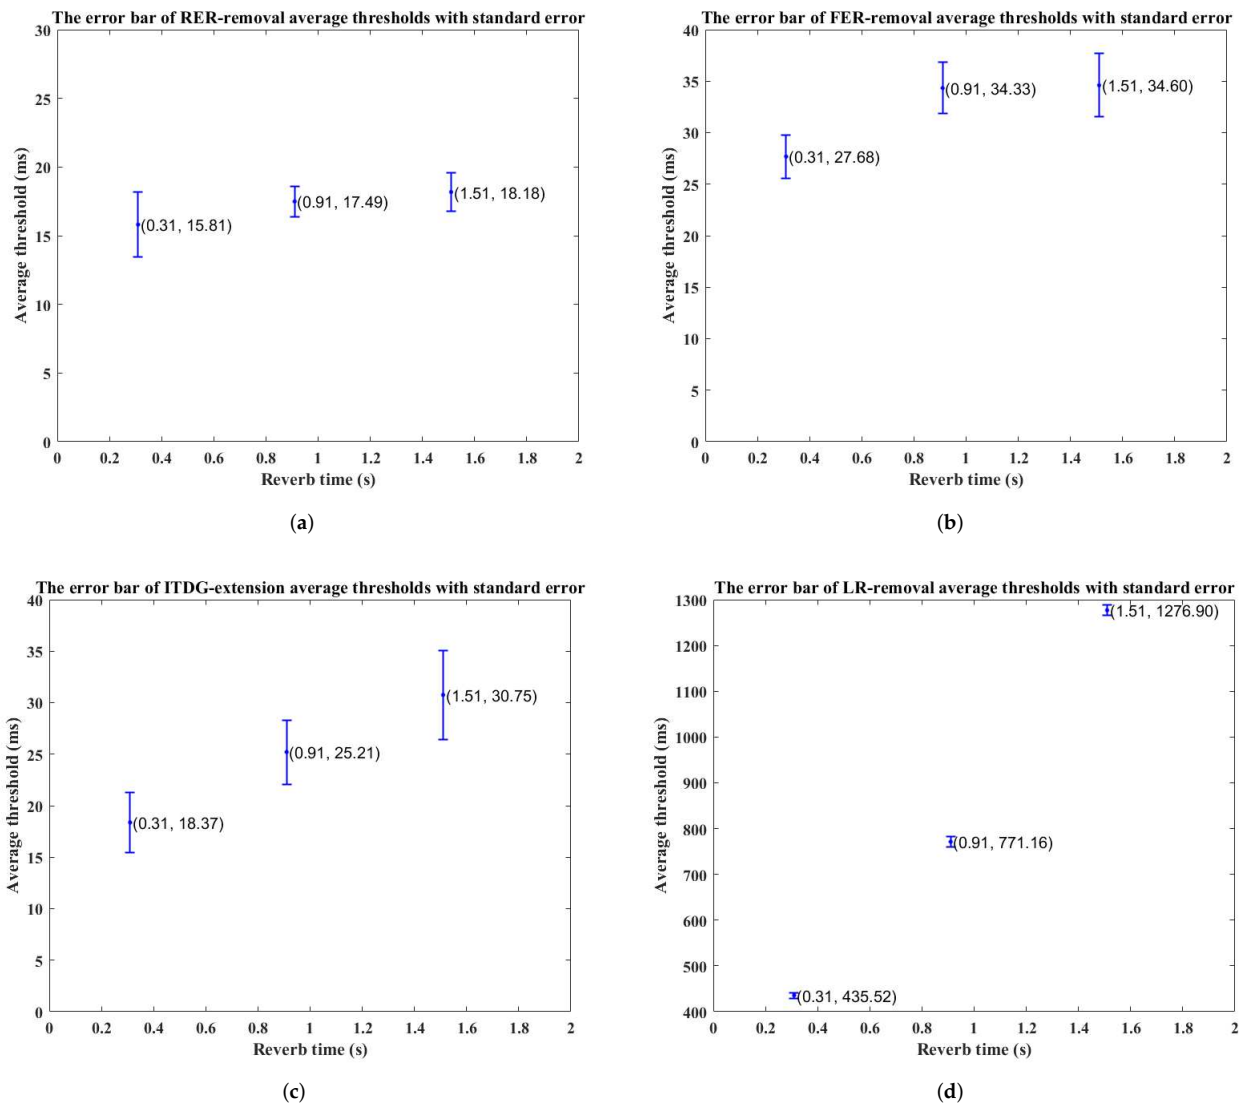 The error bar of RER-removal average thresholds with standard error
30
25
20
15
10
5
0
Average threshold (ms)
(0.31, 15.81)
(0.91, 17.49)
(1.51, 18.18)
0 0.2 0.4 0.6 0.8 1 1.2 1.4 1.6 1.8 2
Reverb time (s)
(a)
The error bar of FER-removal average thresholds with standard error
40
35
30
25
20
15
10
5
0
Average threshold (ms)
(0.31, 27.68)
(0.91, 34.33)
(1.51, 34.60)
0 0.2 0.4 0.6 0.8 1 1.2 1.4 1.6 1.8 2
Reverb time (s)
(b)
The error bar of ITDG-extension average thresholds with standard error
40
35
30
25
20
15
10
5
0
Average threshold (ms)
(0.31, 18.37)
(0.91, 25.21)
(1.51, 30.75)
0 0.2 0.4 0.6 0.8 1 1.2 1.4 1.6 1.8 2
Reverb time (s)
(c)
The error bar of LR-removal average thresholds with standard error
1300
1200
1100
1000
900
800
700
600
500
400
Average threshold (ms)
(0.31, 435.52)
(0.91, 771.16)
(1.51, 1276.90)
0 0.2 0.4 0.6 0.8 1 1.2 1.4 1.6 1.8 2
Reverb time (s)
(d)